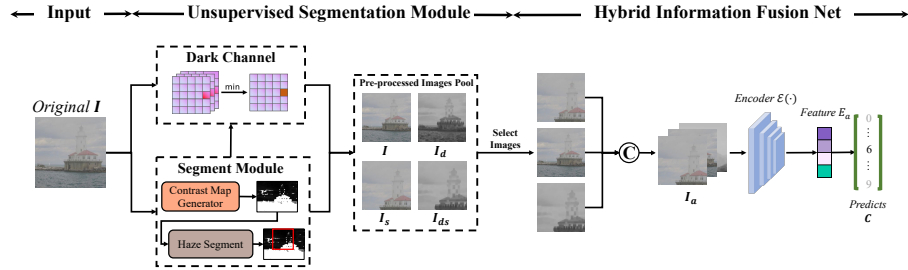 Input
Unsupervised Segmentation Module
Hybrid Information Fusion Net
Original I
Dark Channel
min
Segment Module
Contrast Map
Generator
Haze Segment
Pre-processed Images Pool
I
I_d
I_s
I_ds
Select
Images
C
I_a
Encoder ℰ(·)
Feature E_a
0
⋮
6
⋮
9
Predicts
C